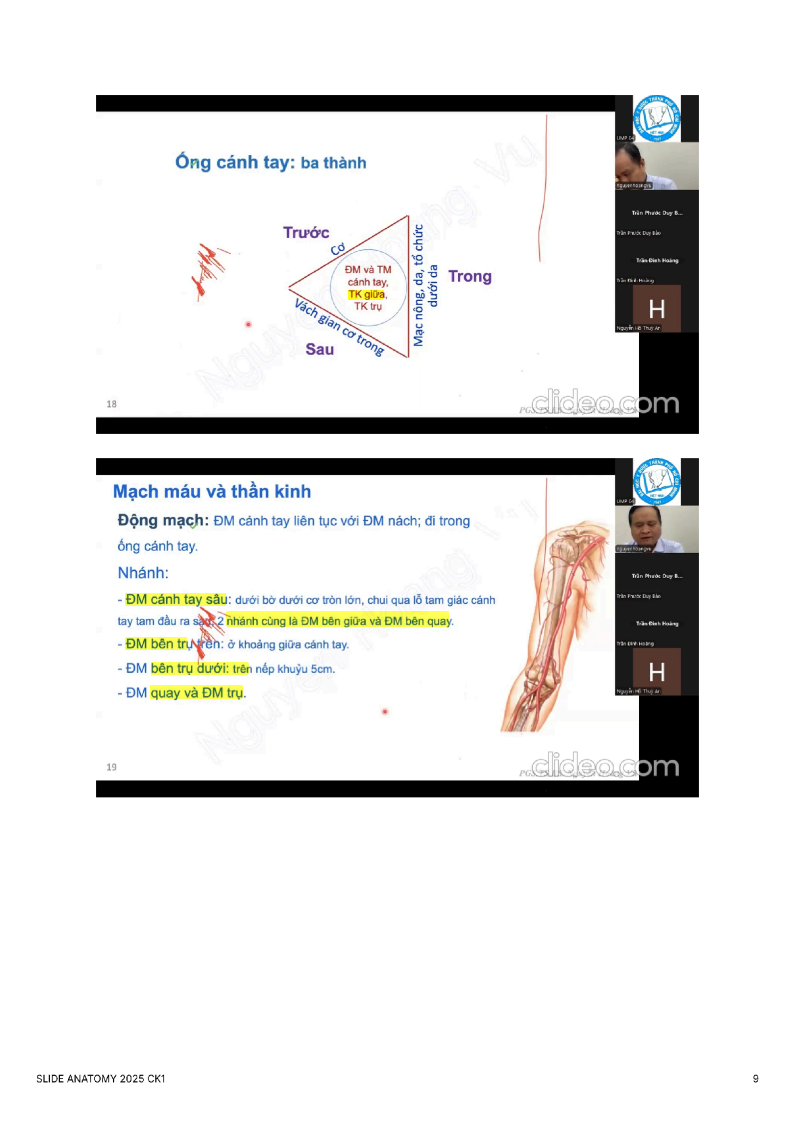 Ống cánh tay: ba thành
Trước
Cơ
ĐM và TM
cánh tay,
TK giữa,
TK trụ
Mạc nông, da, tổ chức
dưới da
Trong
Vách gian cơ trong
Sau
18
clideo.com
UMP 04
nguyen hoang vu
Trần Phước Duy B...
Trần Phước Duy Bảo
Trần Đình Hoàng
Trần Đình Hoàng
H
Nguyễn Hồ Thuý An
Mạch máu và thần kinh
Động mạch: ĐM cánh tay liên tục với ĐM nách; đi trong
ống cánh tay.
Nhánh:
- ĐM cánh tay sâu: dưới bờ dưới cơ tròn lớn, chui qua lỗ tam giác cánh
tay tam đầu ra sau, 2 nhánh cùng là ĐM bên giữa và ĐM bên quay.
- ĐM bên trụ trên: ở khoảng giữa cánh tay.
- ĐM bên trụ dưới: trên nếp khuỷu 5cm.
- ĐM quay và ĐM trụ.
19
clideo.com
UMP 04
nguyen hoang vu
Trần Phước Duy B...
Trần Phước Duy Bảo
Trần Đình Hoàng
Trần Đình Hoàng
H
Nguyễn Hồ Thuý An
SLIDE ANATOMY 2025 CK1
9